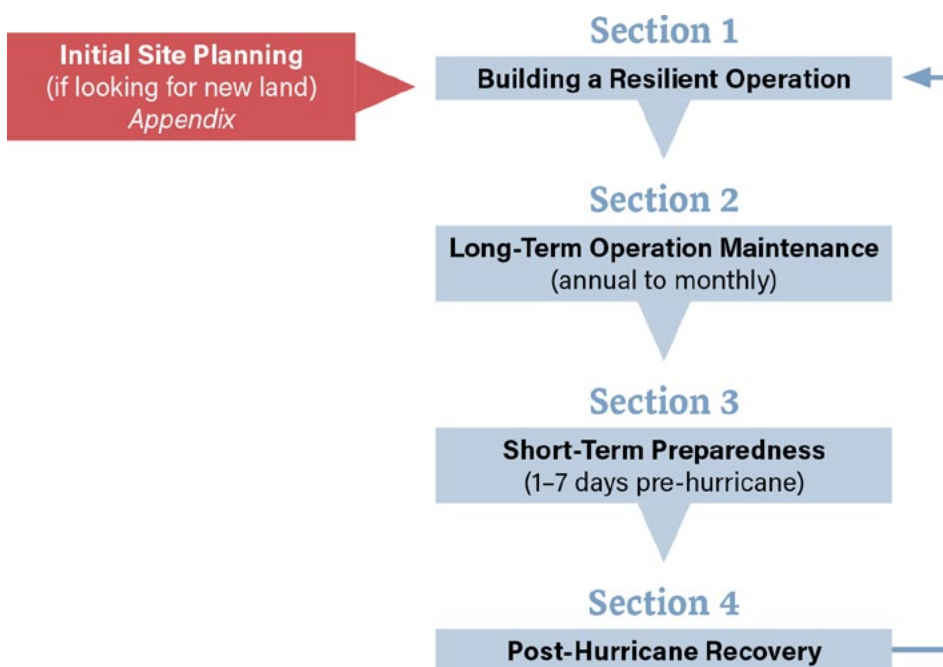 Initial Site Planning
(if looking for new land)
Appendix
Section 1
Building a Resilient Operation
Section 2
Long-Term Operation Maintenance
(annual to monthly)
Section 3
Short-Term Preparedness
(1–7 days pre-hurricane)
Section 4
Post-Hurricane Recovery